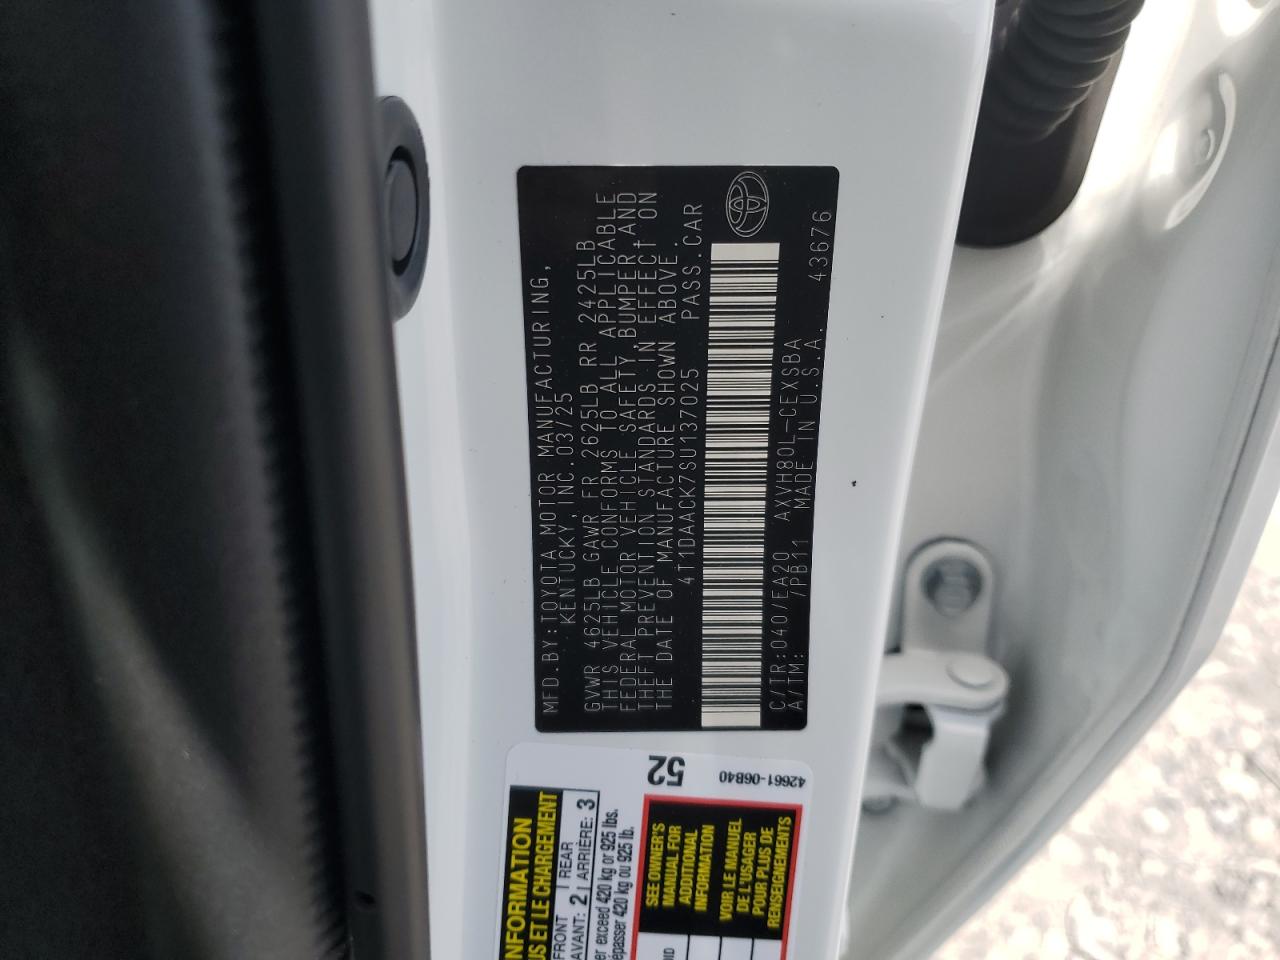 MFD.BY:TOYOTA MOTOR MANUFACTURING,
KENTUCKY, INC.03/25
GVWR 4625LB GAWR FR 2625LB RR 2425LB
THIS VEHICLE CONFORMS TO ALL APPLICABLE
FEDERAL MOTOR VEHICLE SAFETY,BUMPER,AND
THEFT PREVENTION STANDARDS IN EFFECT ON
THE DATE OF MANUFACTURE SHOWN ABOVE.
4T1DAACK7SU137025 PASS.CAR
C/TR:040/EA20 AXVH80L-CEXSBA
A/TM: /PB11 MADE IN U.S.A.
43676
52
42661-06B40
INFORMATION
US ET LE CHARGEMENT
FRONT | REAR
AVANT: 2 | ARRIÈRE: 3
er exceed 420 kg or 925 lbs.
épasser 420 kg ou 925 lb.
SEE OWNER'S
MANUAL FOR
ADDITIONAL
INFORMATION
VOIR LE MANUEL
DE L'USAGER
POUR PLUS DE
RENSEIGNEMENTS